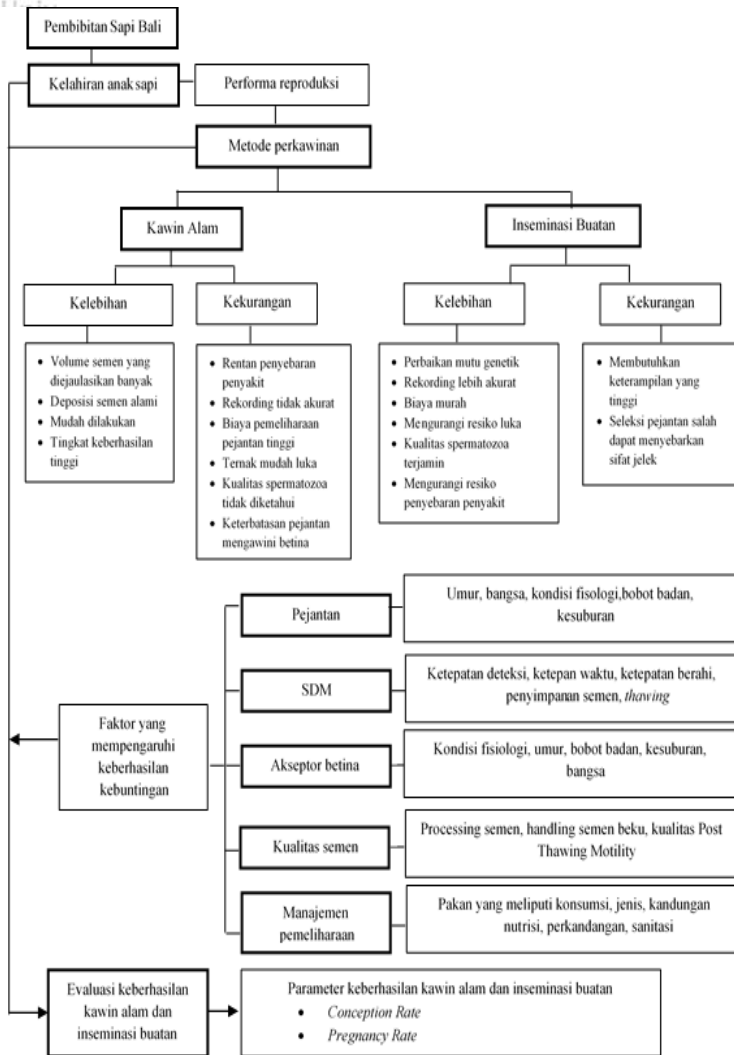 Pembibitan Sapi Bali
Kelahiran anak sapi
Performa reproduksi
Metode perkawinan
Kawin Alam
Inseminasi Buatan
Kelebihan
Kekurangan
Kelebihan
Kekurangan
• Volume semen yang
diejaulasikan banyak
• Deposisi semen alami
• Mudah dilakukan
• Tingkat keberhasilan
tinggi
• Rentan penyebaran
penyakit
• Rekording tidak akurat
• Biaya pemeliharaan
pejantan tinggi
• Ternak mudah luka
• Kualitas spermatozoa
tidak diketahui
• Keterbatasan pejantan
mengawini betina
• Perbaikan mutu genetik
• Rekording lebih akurat
• Biaya murah
• Mengurangi resiko luka
• Kualitas spermatozoa
terjamin
• Mengurangi resiko
penyebaran penyakit
• Membutuhkan
keterampilan yang
tinggi
• Seleksi pejantan salah
dapat menyebarkan
sifat jelek
Faktor yang
mempengaruhi
keberhasilan
kebuntingan
Pejantan
Umur, bangsa, kondisi fisologi,bobot badan,
kesuburan
SDM
Ketepatan deteksi, ketepan waktu, ketepatan berahi,
penyimpanan semen, thawing
Akseptor betina
Kondisi fisiologi, umur, bobot badan, kesuburan,
bangsa
Kualitas semen
Processing semen, handling semen beku, kualitas Post
Thawing Motility
Manajemen
pemeliharaan
Pakan yang meliputi konsumsi, jenis, kandungan
nutrisi, perkandangan, sanitasi
Evaluasi keberhasilan
kawin alam dan
inseminasi buatan
Parameter keberhasilan kawin alam dan inseminasi buatan
• Conception Rate
• Pregnancy Rate